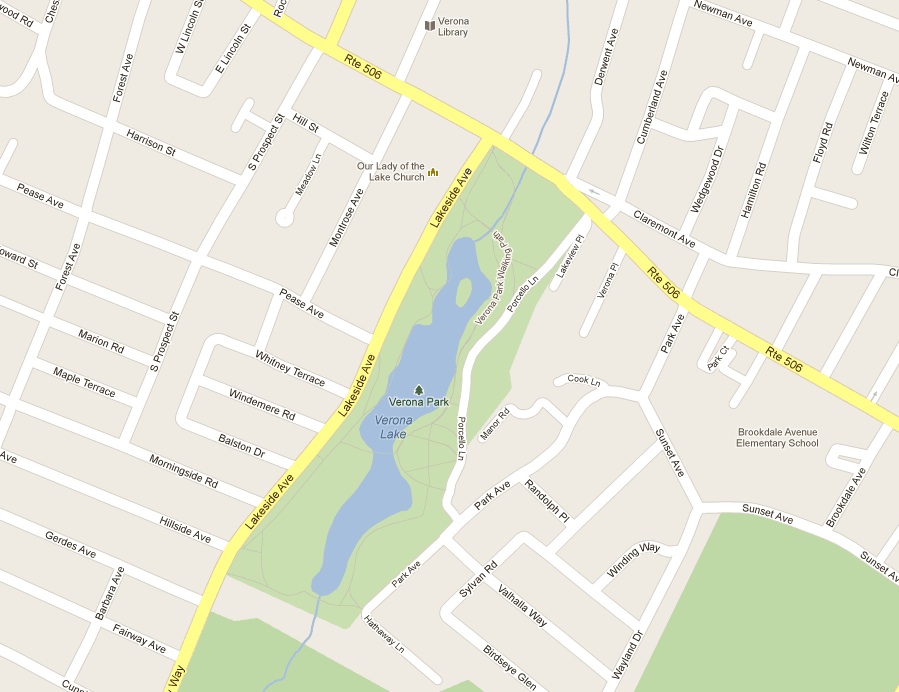 Rte 506
Verona
Library
Newman Ave
Newman Av
W Lincoln St
E Lincoln St
Forest Ave
Derwent Ave
Cumberland Ave
Wilton Terrace
Floyd Rd
Hill St
S Prospect St
Harrison St
Meadow Ln
Our Lady of the
Lake Church
Lakeside Ave
Wedgewood Dr
Hamilton Rd
Pease Ave
Montrose Ave
Claremont Ave
Forest Ave
Verona Park Walking Path
Lakeview Pl
Verona Pl
Porcello Ln
Rte 506
Pease Ave
Marion Rd
S Prospect St
Park Ave
Park Ct
Rte 506
Whitney Terrace
Lakeside Ave
Maple Terrace
Windemere Rd
Verona Park
Verona
Lake
Cook Ln
Manor Rd
Porcello Ln
Balston Dr
Sunset Ave
Brookdale Avenue
Elementary School
Morningside Rd
Lakeside Ave
Park Ave
Randolph Pl
Sunset Ave
Brookdale Ave
Hillside Ave
Gerdes Ave
Barbara Ave
Park Ave
Sylvan Rd
Winding Way
Valhalla Way
Fairway Ave
Hathaway Ln
Birdseye Glen
Wayland Dr
Way